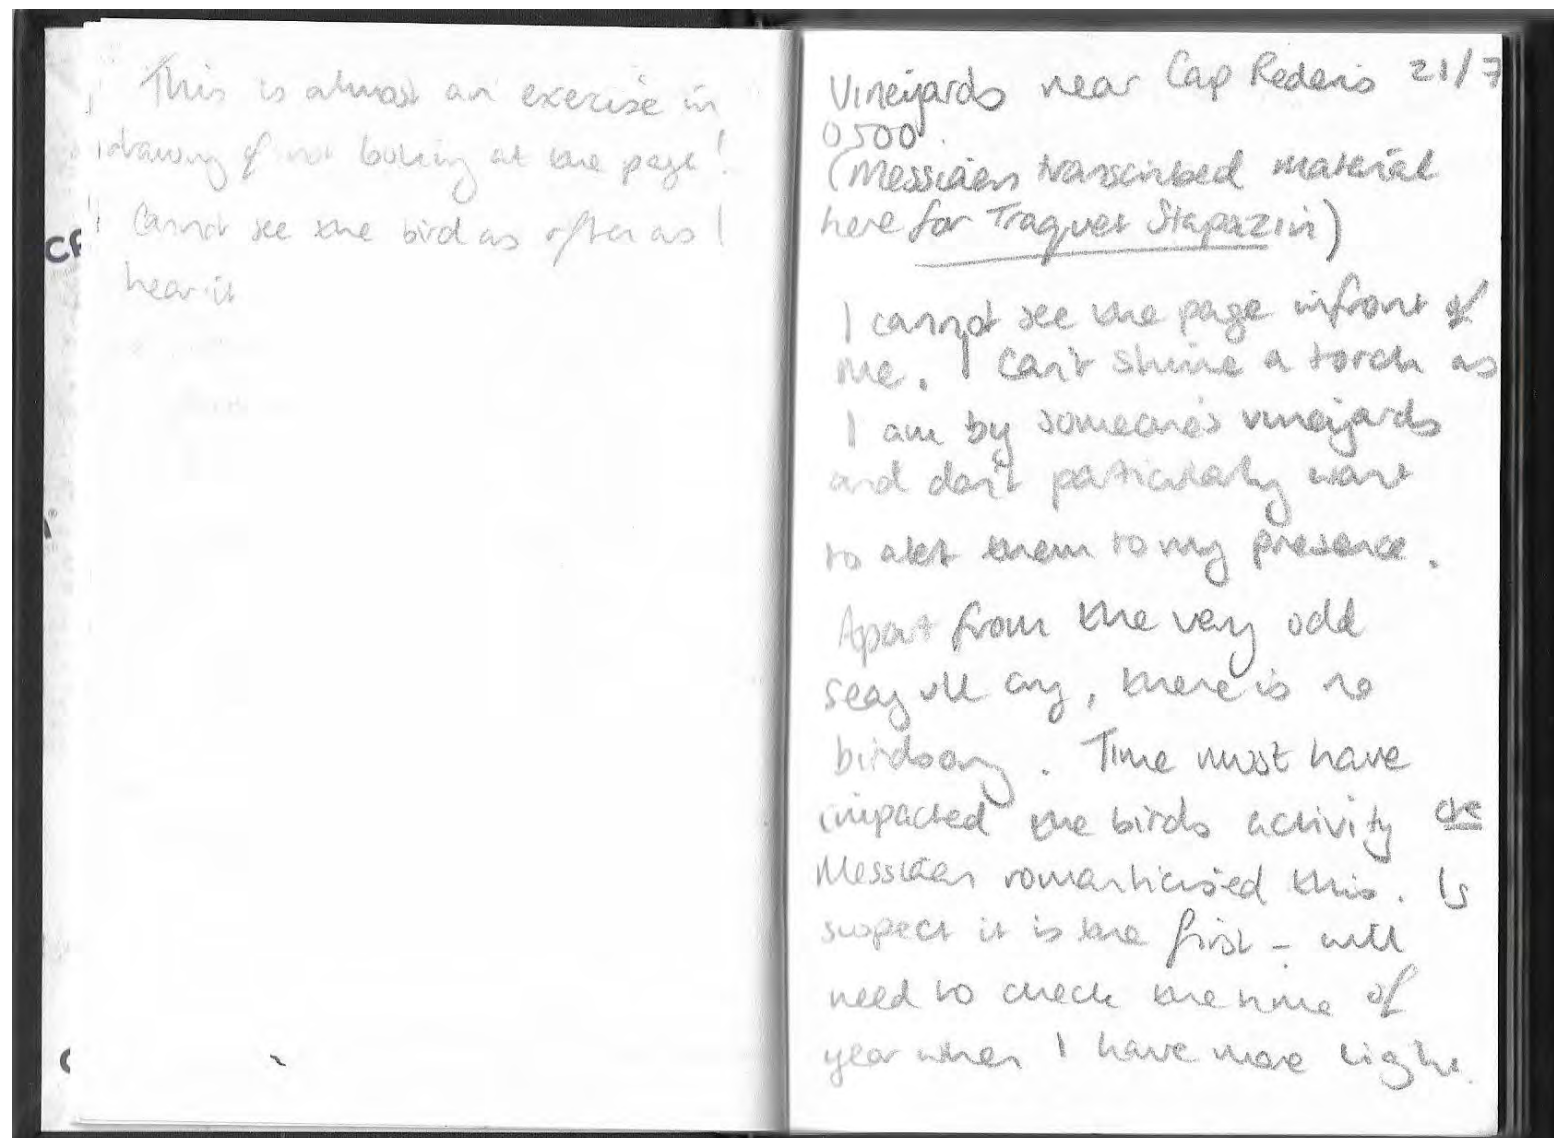 This is almost an exercise in
drawing & not looking at the page!
Cannot see the bird as often as I
hear it
CR
Vineyards near Cap Rederis 21/7
0500
(Messiaen transcribed material
here for Traquet Stapazin)
I cannot see the page infront of
me. I can't shine a torch as
I am by someone's vineyards
and don't particularly want
to alert them to my presence.
Apart from the very odd
seagull cry, there is no
birdsong. Time must have
impacted the birds activity
Messiaen romanticised this. I
suspect it is the first - will
need to check the time of
year when I have more light.